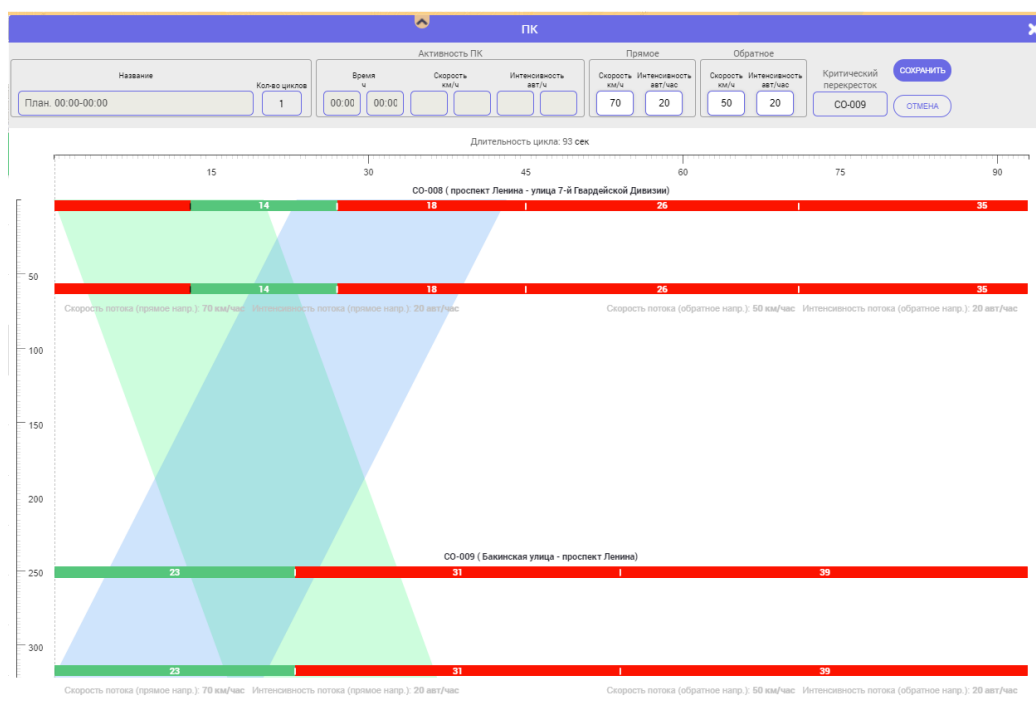 ПК
Активность ПК
Прямое
Обратное
Название
Кол-во циклов
Время
ч
Скорость
км/ч
Интенсивность
авт/ч
Скорость
км/ч
Интенсивность
авт/час
Скорость
км/ч
Интенсивность
авт/час
Критический
перекресток
СОХРАНИТЬ
План. 00:00-00:00
1
00:00
00:00
70
20
50
20
СО-009
ОТМЕНА
Длительность цикла: 93 сек
15 30 45 60 75 90
СО-008 ( проспект Ленина - улица 7-й Гвардейской Дивизии)
14 18 26 35
50
14 18 26 35
Скорость потока (прямое напр.): 70 км/час Интенсивность потока (прямое напр.): 20 авт/час Скорость потока (обратное напр.): 50 км/час Интенсивность потока (обратное напр.): 20 авт/час
100
150
200
СО-009 ( Бакинская улица - проспект Ленина)
250
23 31 39
300
23 31 39
Скорость потока (прямое напр.): 70 км/час Интенсивность потока (прямое напр.): 20 авт/час Скорость потока (обратное напр.): 50 км/час Интенсивность потока (обратное напр.): 20 авт/час